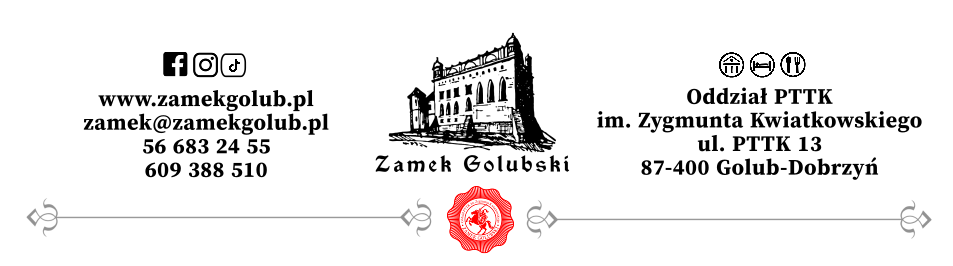 www.zamekgolub.pl
zamek@zamekgolub.pl
56 683 24 55
609 388 510
Zamek Golubski
Oddział PTTK
im. Zygmunta Kwiatkowskiego
ul. PTTK 13
87-400 Golub-Dobrzyń